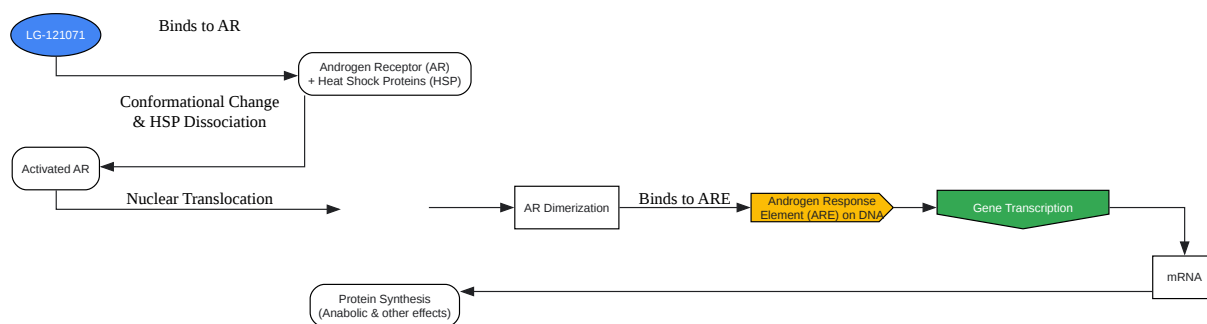 LG-121071
Binds to AR
Androgen Receptor (AR)
+ Heat Shock Proteins (HSP)
Conformational Change
& HSP Dissociation
Activated AR
Nuclear Translocation
AR Dimerization
Binds to ARE
Androgen Response
Element (ARE) on DNA
Gene Transcription
mRNA
Protein Synthesis
(Anabolic & other effects)